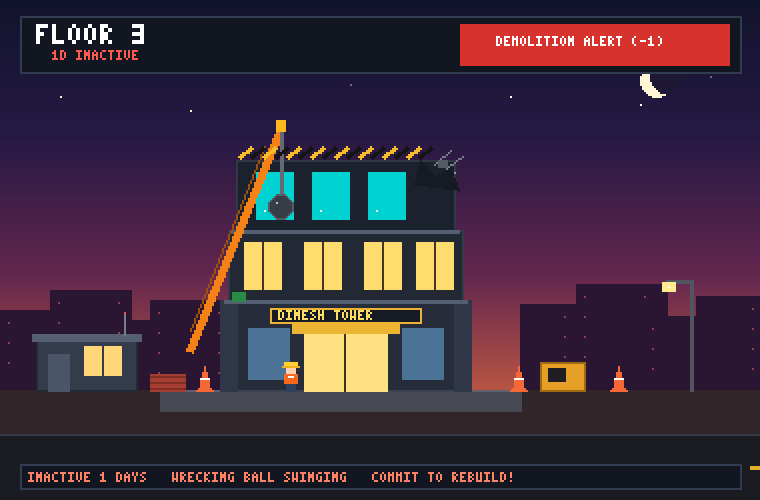 FLOOR 3
1D INACTIVE
DEMOLITION ALERT (-1)
DINESH TOWER
INACTIVE 1 DAYS WRECKING BALL SWINGING COMMIT TO REBUILD!